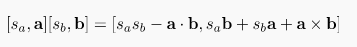 [s_a, **a**][s_b, **b**] = [s_a s_b − **a** · **b**, s_a **b** + s_b **a** + **a** × **b**]